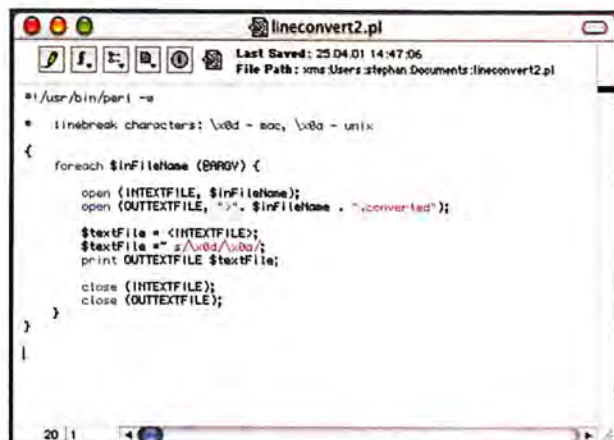 lineconvert2.pl
Last Saved: 25.04.01 14:47:06
File Path: xms:Users:stephan:Documents:lineconvert2.pl
#!/usr/bin/perl -w
# linebreak characters: \x0d - mac, \x0a - unix
{
foreach $inFileName (@ARGV) {
open (INTEXTFILE, $inFileName);
open (OUTTEXTFILE, ">". $inFileName . ".converted");
$textFile = <INTEXTFILE>;
$textFile =~ s/\x0d/\x0a/;
print OUTTEXTFILE $textFile;
close (INTEXTFILE);
close (OUTTEXTFILE);
}
}
20 1